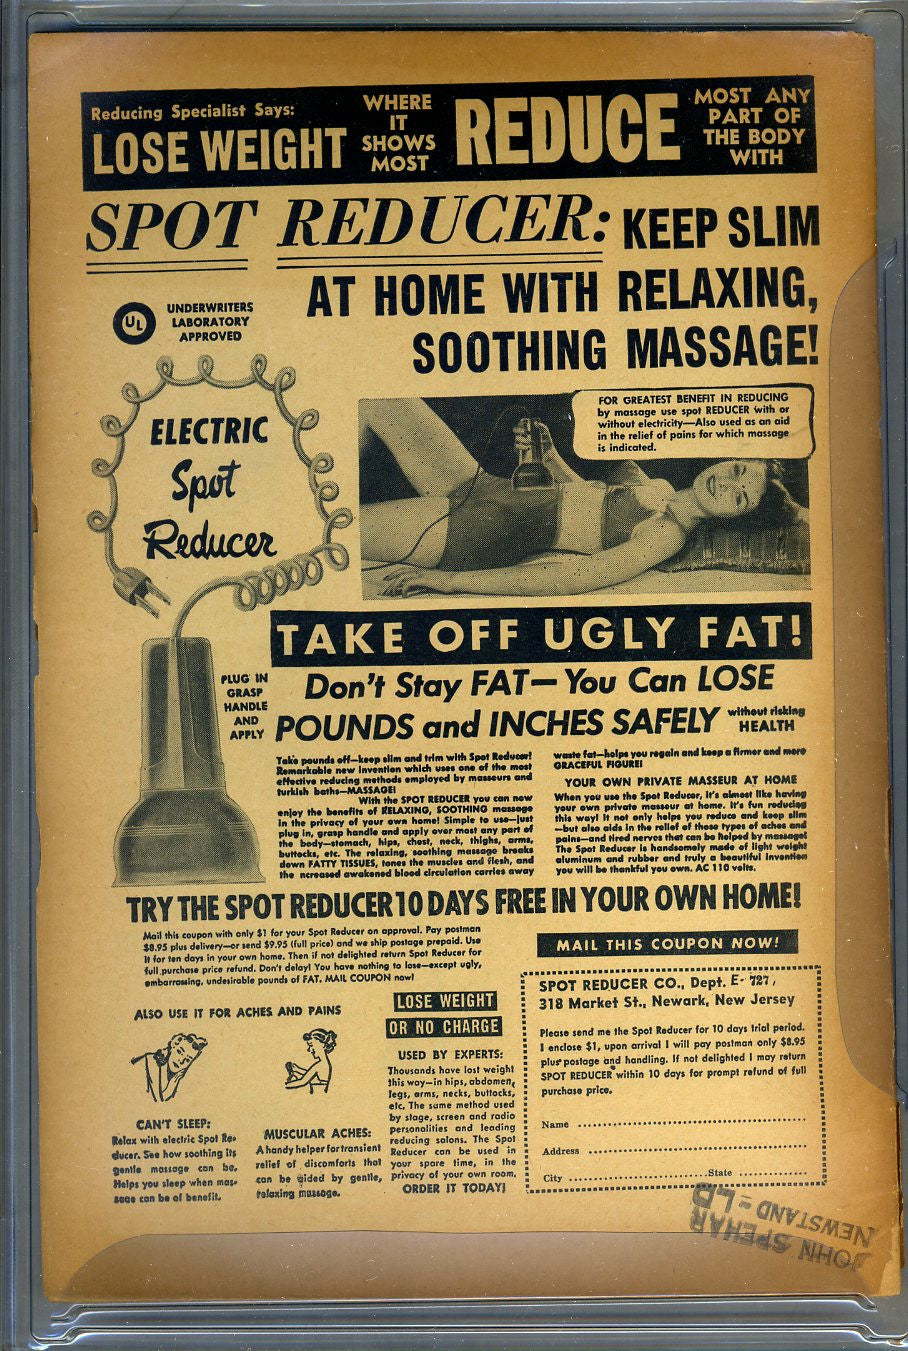 Reducing Specialist Says:
LOSE WEIGHT
WHERE
IT
SHOWS
MOST
REDUCE
MOST ANY
PART OF
THE BODY
WITH
SPOT REDUCER: KEEP SLIM
AT HOME WITH RELAXING,
SOOTHING MASSAGE!
UL
UNDERWRITERS
LABORATORY
APPROVED
ELECTRIC
Spot
Reducer
FOR GREATEST BENEFIT IN REDUCING
by massage use spot REDUCER with or
without electricity—Also used as an aid
in the relief of pains for which massage
is indicated.
TAKE OFF UGLY FAT!
Don't Stay FAT—You Can LOSE
POUNDS and INCHES SAFELY without risking
HEALTH
PLUG IN
GRASP
HANDLE
AND
APPLY
Take pounds off—keep slim and trim with Spot Reducer!
Remarkable new invention which uses one of the most
effective reducing methods employed by masseurs and
turkish baths—MASSAGE!
With the SPOT REDUCER you can now
enjoy the benefits of RELAXING, SOOTHING massage
in the privacy of your own home! Simple to use—just
plug in, grasp handle and apply over most any part of
the body—stomach, hips, chest, neck, thighs, arms,
buttocks, etc. The relaxing, soothing massage breaks
down FATTY TISSUES, tones the muscles and flesh, and
the ncreased awakened blood circulation carries away
waste fat—helps you regain and keep a firmer and more
GRACEFUL FIGURE!
YOUR OWN PRIVATE MASSEUR AT HOME
When you use the Spot Reducer, it's almost like having
your own private masseur at home. It's fun reducing
this way! It not only helps you reduce and keep slim
—but also aids in the relief of those types of aches and
pains—and tired nerves that can be helped by massage!
The Spot Reducer is handsomely made of light weight
aluminum and rubber and truly a beautiful invention
you will be thankful you own. AC 110 volts.
TRY THE SPOT REDUCER 10 DAYS FREE IN YOUR OWN HOME!
Mail this coupon with only $1 for your Spot Reducer on approval. Pay postman
$8.95 plus delivery—or send $9.95 (full price) and we ship postage prepaid. Use
it for ten days in your own home. Then if not delighted return Spot Reducer for
full purchase price refund. Don't delay! You have nothing to lose—except ugly,
embarrassing, undesirable pounds of FAT. MAIL COUPON now!
ALSO USE IT FOR ACHES AND PAINS
CAN'T SLEEP:
Relax with electric Spot Re-
ducer. See how soothing its
gentle massage can be.
Helps you sleep when mas-
sage can be of benefit.
MUSCULAR ACHES:
A handy helper for transient
relief of discomforts that
can be aided by gentle,
relaxing massage.
LOSE WEIGHT
OR NO CHARGE
USED BY EXPERTS:
Thousands have lost weight
this way—in hips, abdomen,
legs, arms, necks, buttocks,
etc. The same method used
by stage, screen and radio
personalities and leading
reducing salons. The Spot
Reducer can be used in
your spare time, in the
privacy of your own room.
ORDER IT TODAY!
MAIL THIS COUPON NOW!
SPOT REDUCER CO., Dept. E- 727,
318 Market St., Newark, New Jersey
Please send me the Spot Reducer for 10 days trial period.
I enclose $1, upon arrival I will pay postman only $8.95
plus postage and handling. If not delighted I may return
SPOT REDUCER within 10 days for prompt refund of full
purchase price.
Name
Address
City State
JOHN SPEHAR
NEWSTAND - LB